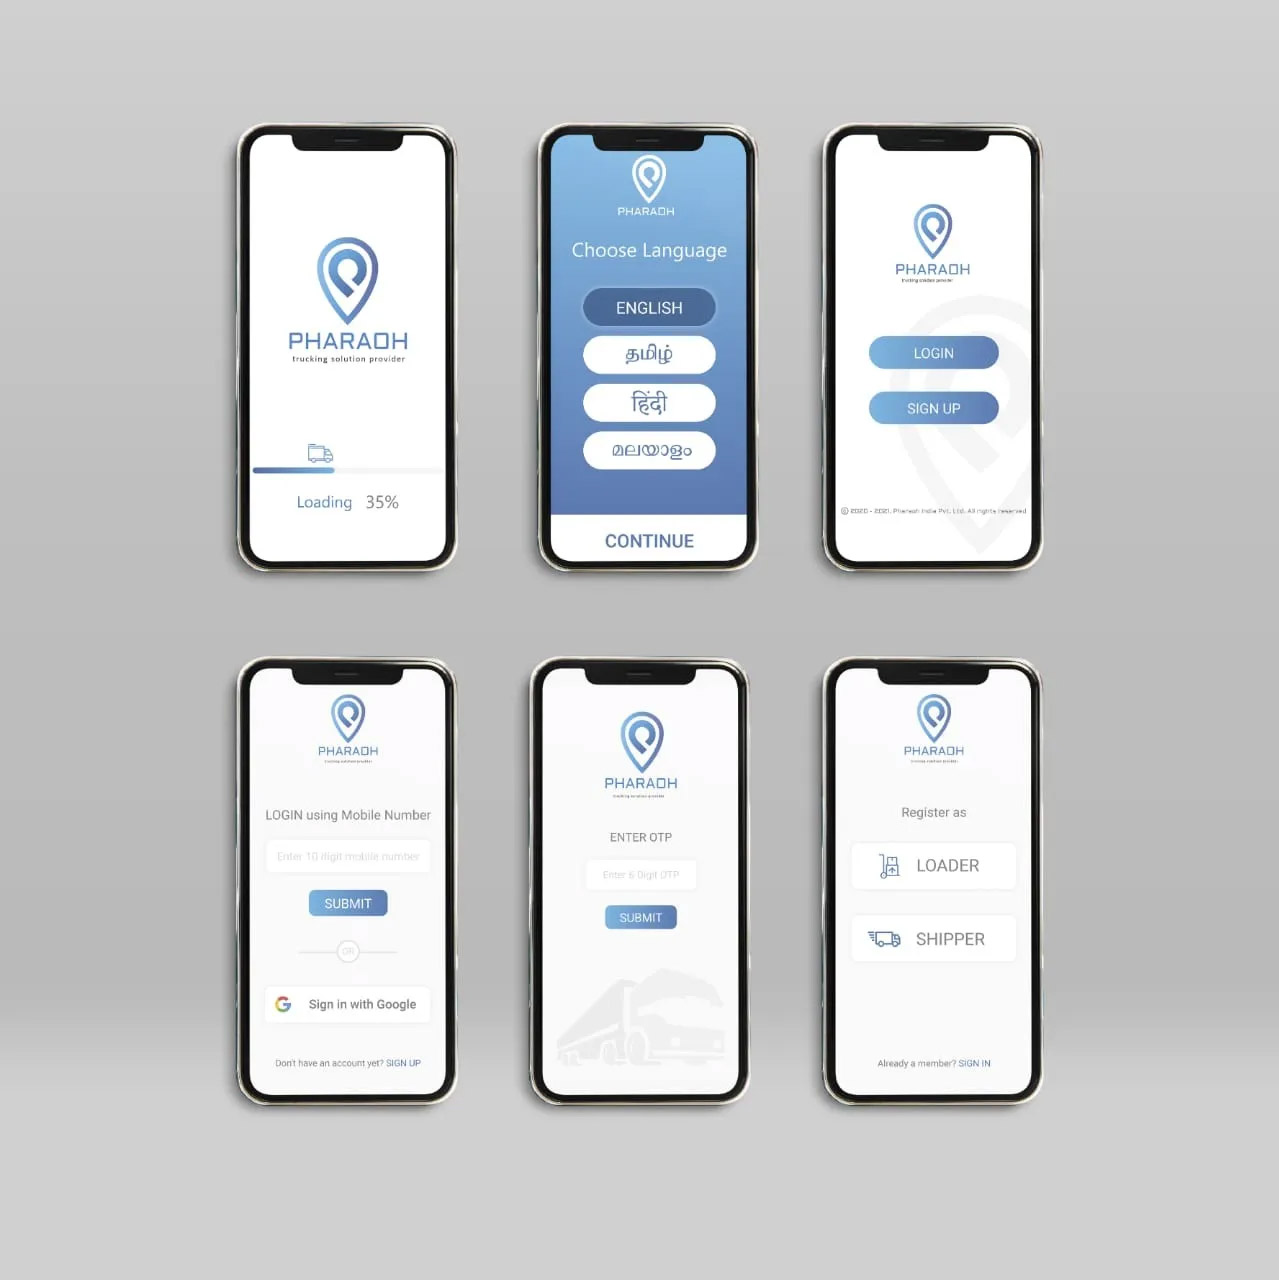 PHARAOH
trucking solution provider
Loading 35%
PHARAOH
Choose Language
ENGLISH
தமிழ்
हिंदी
മലയാളം
CONTINUE
PHARAOH
trucking solution provider
LOGIN
SIGN UP
© 2020 - 2021. Pharaoh India Pvt. Ltd. All rights reserved
PHARAOH
trucking solution provider
LOGIN using Mobile Number
Enter 10 digit mobile number
SUBMIT
OR
G Sign in with Google
Don't have an account yet? SIGN UP
PHARAOH
trucking solution provider
ENTER OTP
Enter 6 Digit OTP
SUBMIT
PHARAOH
trucking solution provider
Register as
LOADER
SHIPPER
Already a member? SIGN IN